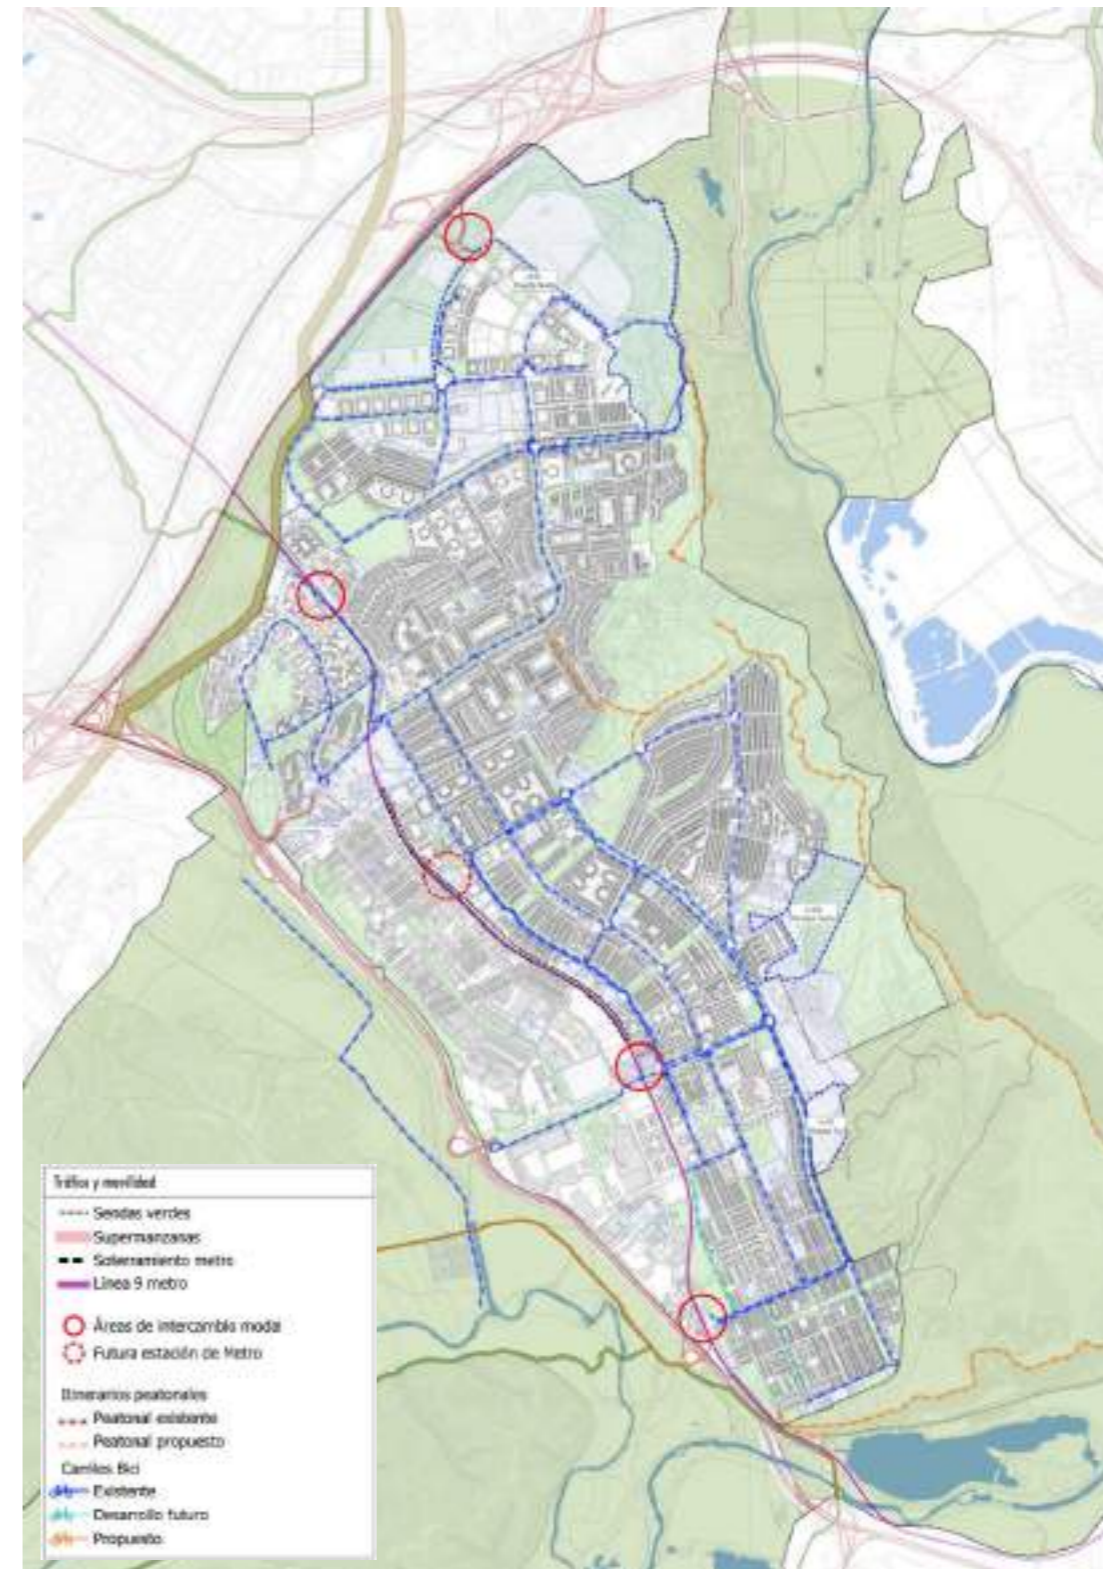 Tráfico y movilidad
Sendas verdes
Supermanzanas
Soterramiento metro
Línea 9 metro
Áreas de intercambio modal
Futura estación de Metro
Itinerarios peatonales
Peatonal existente
Peatonal propuesto
Carriles Bici
Existente
Desarrollo futuro
Propuesto